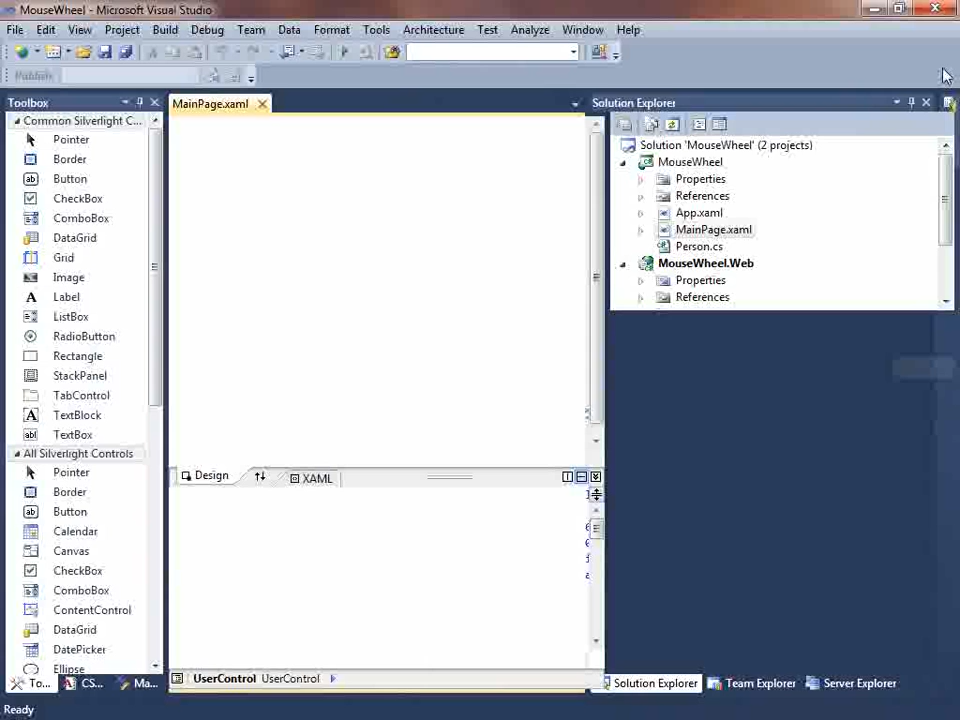 MouseWheel - Microsoft Visual Studio
File Edit View Project Build Debug Team Data Format Tools Architecture Test Analyze Window Help
Publish
Toolbox
MainPage.xaml
Solution Explorer
Common Silverlight C...
Pointer
Border
Button
CheckBox
ComboBox
DataGrid
Grid
Image
Label
ListBox
RadioButton
Rectangle
StackPanel
TabControl
TextBlock
TextBox
All Silverlight Controls
Pointer
Border
Button
Calendar
Canvas
CheckBox
ComboBox
ContentControl
DataGrid
DatePicker
Ellipse
To... CS... Ma...
Design XAML
UserControl UserControl
Solution 'MouseWheel' (2 projects)
MouseWheel
Properties
References
App.xaml
MainPage.xaml
Person.cs
MouseWheel.Web
Properties
References
Solution Explorer Team Explorer Server Explorer
Ready